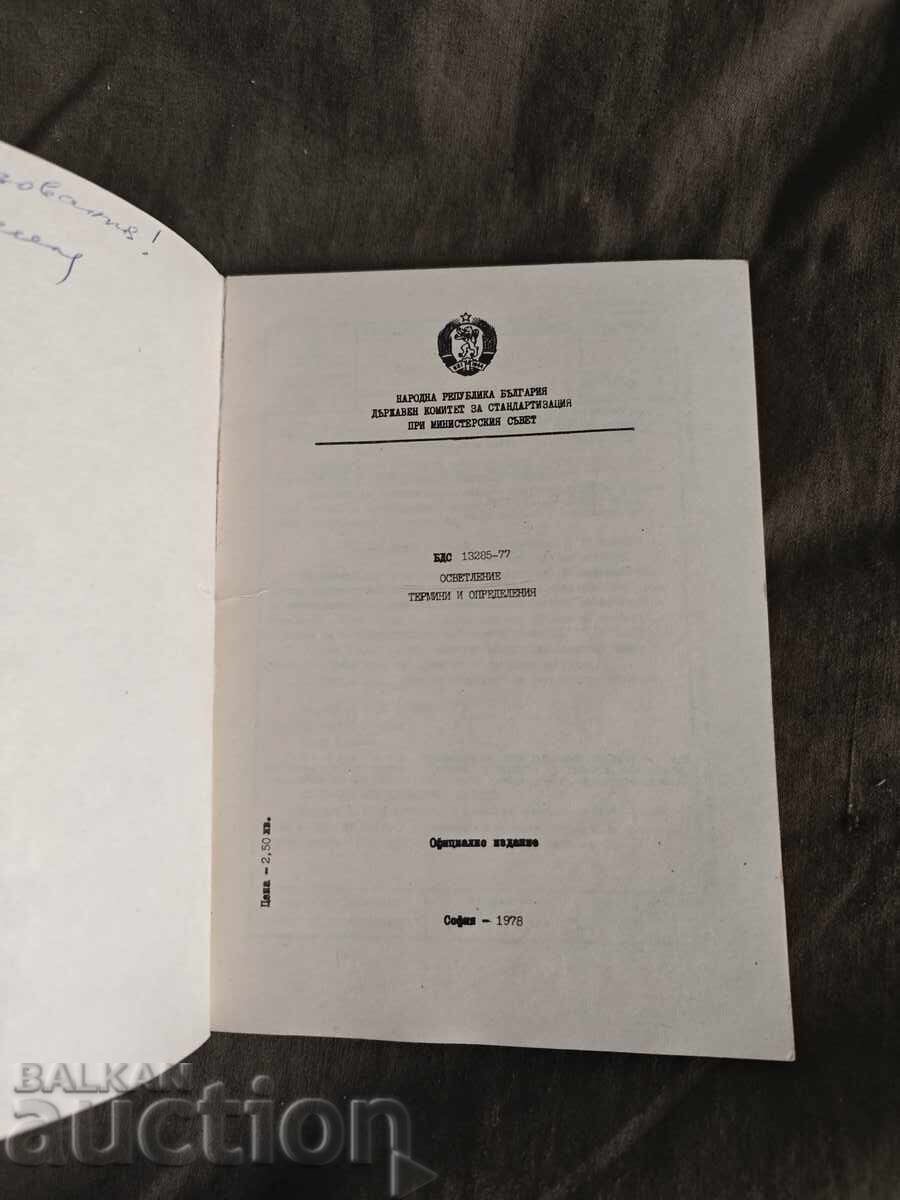 НАРОДНА РЕПУБЛИКА БЪЛГАРИЯ
ДЪРЖАВЕН КОМИТЕТ ЗА СТАНДАРТИЗАЦИЯ
ПРИ МИНИСТЕРСКИЯ СЪВЕТ
БДС 13285-77
ОСВЕТЛЕНИЕ
ТЕРМИНИ И ОПРЕДЕЛЕНИЯ
Цена - 2,50 лв.
Официално издание
София - 1978
BALKAN
auction